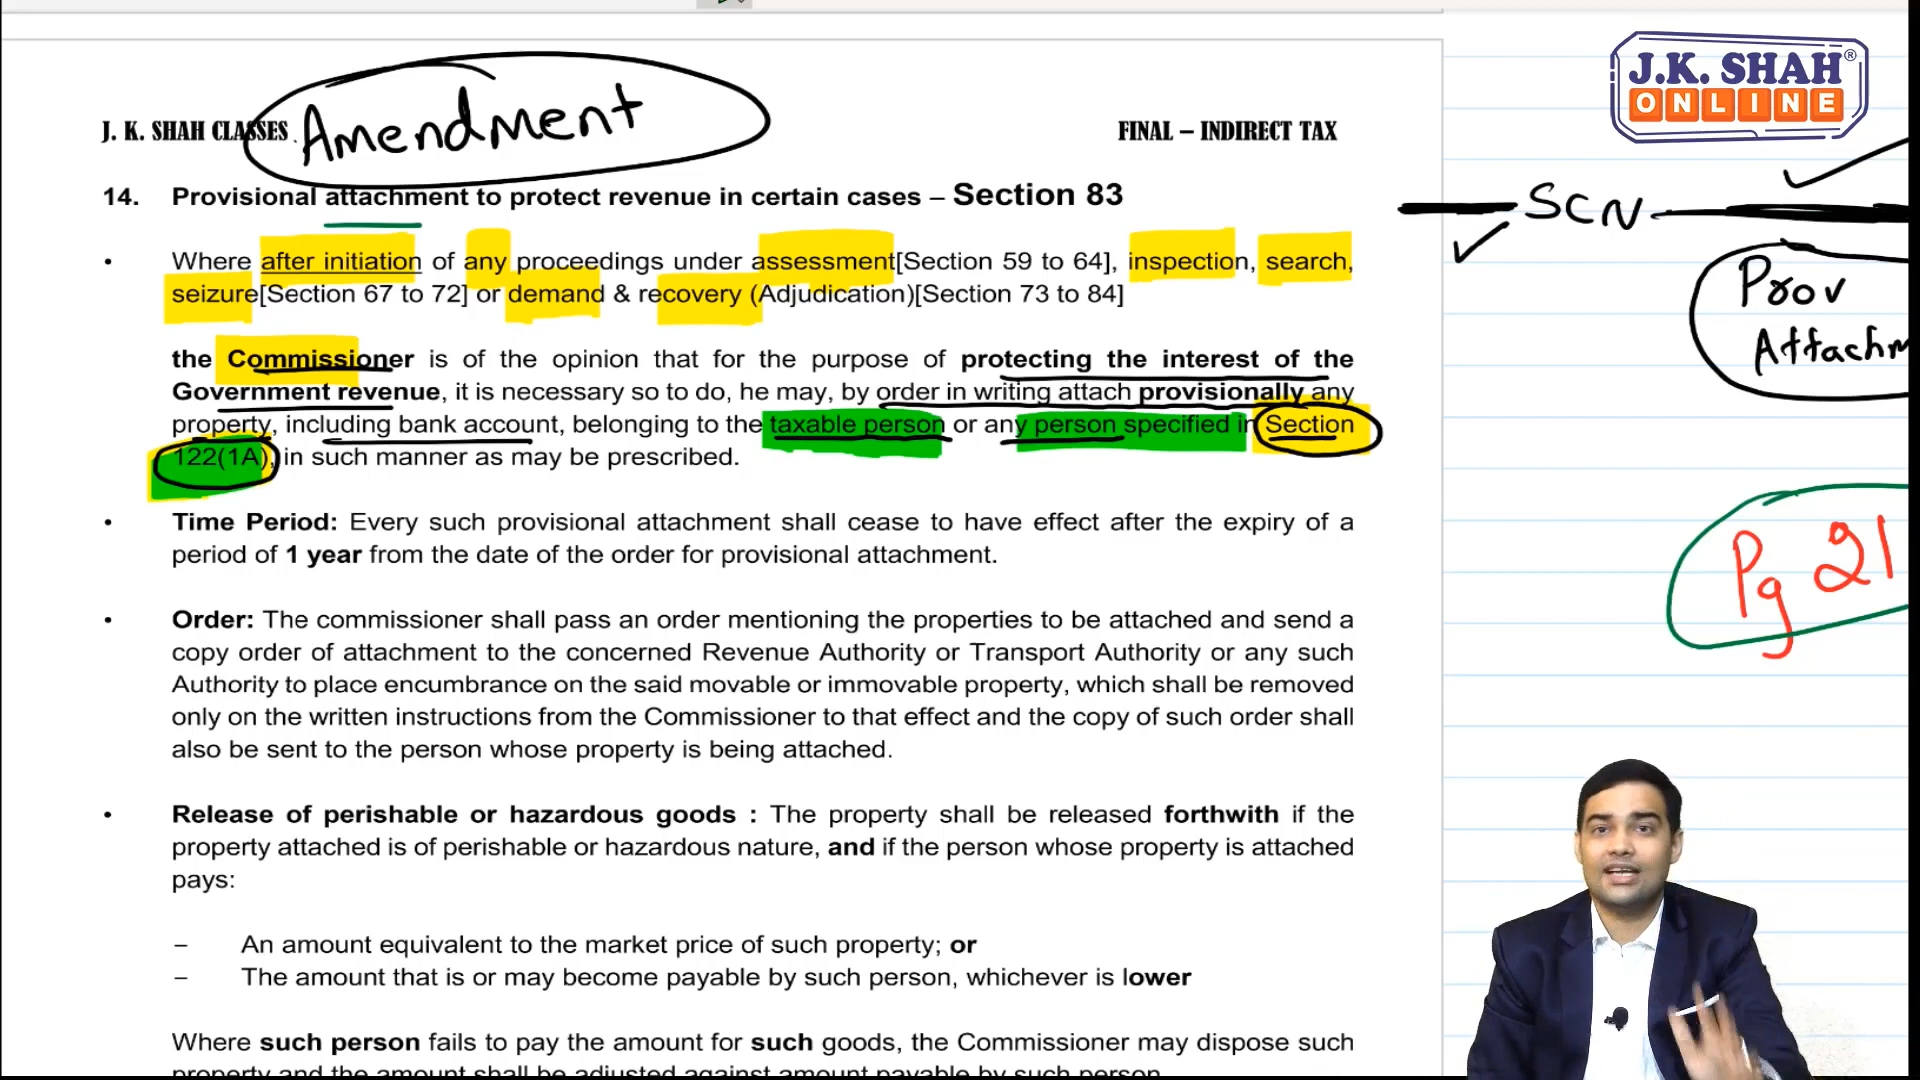 J.K. SHAH®
ONLINE
J. K. SHAH CLASSES
Amendment
FINAL – INDIRECT TAX
14. Provisional attachment to protect revenue in certain cases – Section 83
• Where after initiation of any proceedings under assessment[Section 59 to 64], inspection, search,
seizure[Section 67 to 72] or demand & recovery (Adjudication)[Section 73 to 84]
the Commissioner is of the opinion that for the purpose of protecting the interest of the
Government revenue, it is necessary so to do, he may, by order in writing attach provisionally any
property, including bank account, belonging to the taxable person or any person specified in Section
122(1A), in such manner as may be prescribed.
• Time Period: Every such provisional attachment shall cease to have effect after the expiry of a
period of 1 year from the date of the order for provisional attachment.
• Order: The commissioner shall pass an order mentioning the properties to be attached and send a
copy order of attachment to the concerned Revenue Authority or Transport Authority or any such
Authority to place encumbrance on the said movable or immovable property, which shall be removed
only on the written instructions from the Commissioner to that effect and the copy of such order shall
also be sent to the person whose property is being attached.
• Release of perishable or hazardous goods : The property shall be released forthwith if the
property attached is of perishable or hazardous nature, and if the person whose property is attached
pays:
– An amount equivalent to the market price of such property; or
– The amount that is or may become payable by such person, whichever is lower
Where such person fails to pay the amount for such goods, the Commissioner may dispose such
property and the amount shall be adjusted against amount payable by such person.
SCN
Prov
Attachm
Pg 21